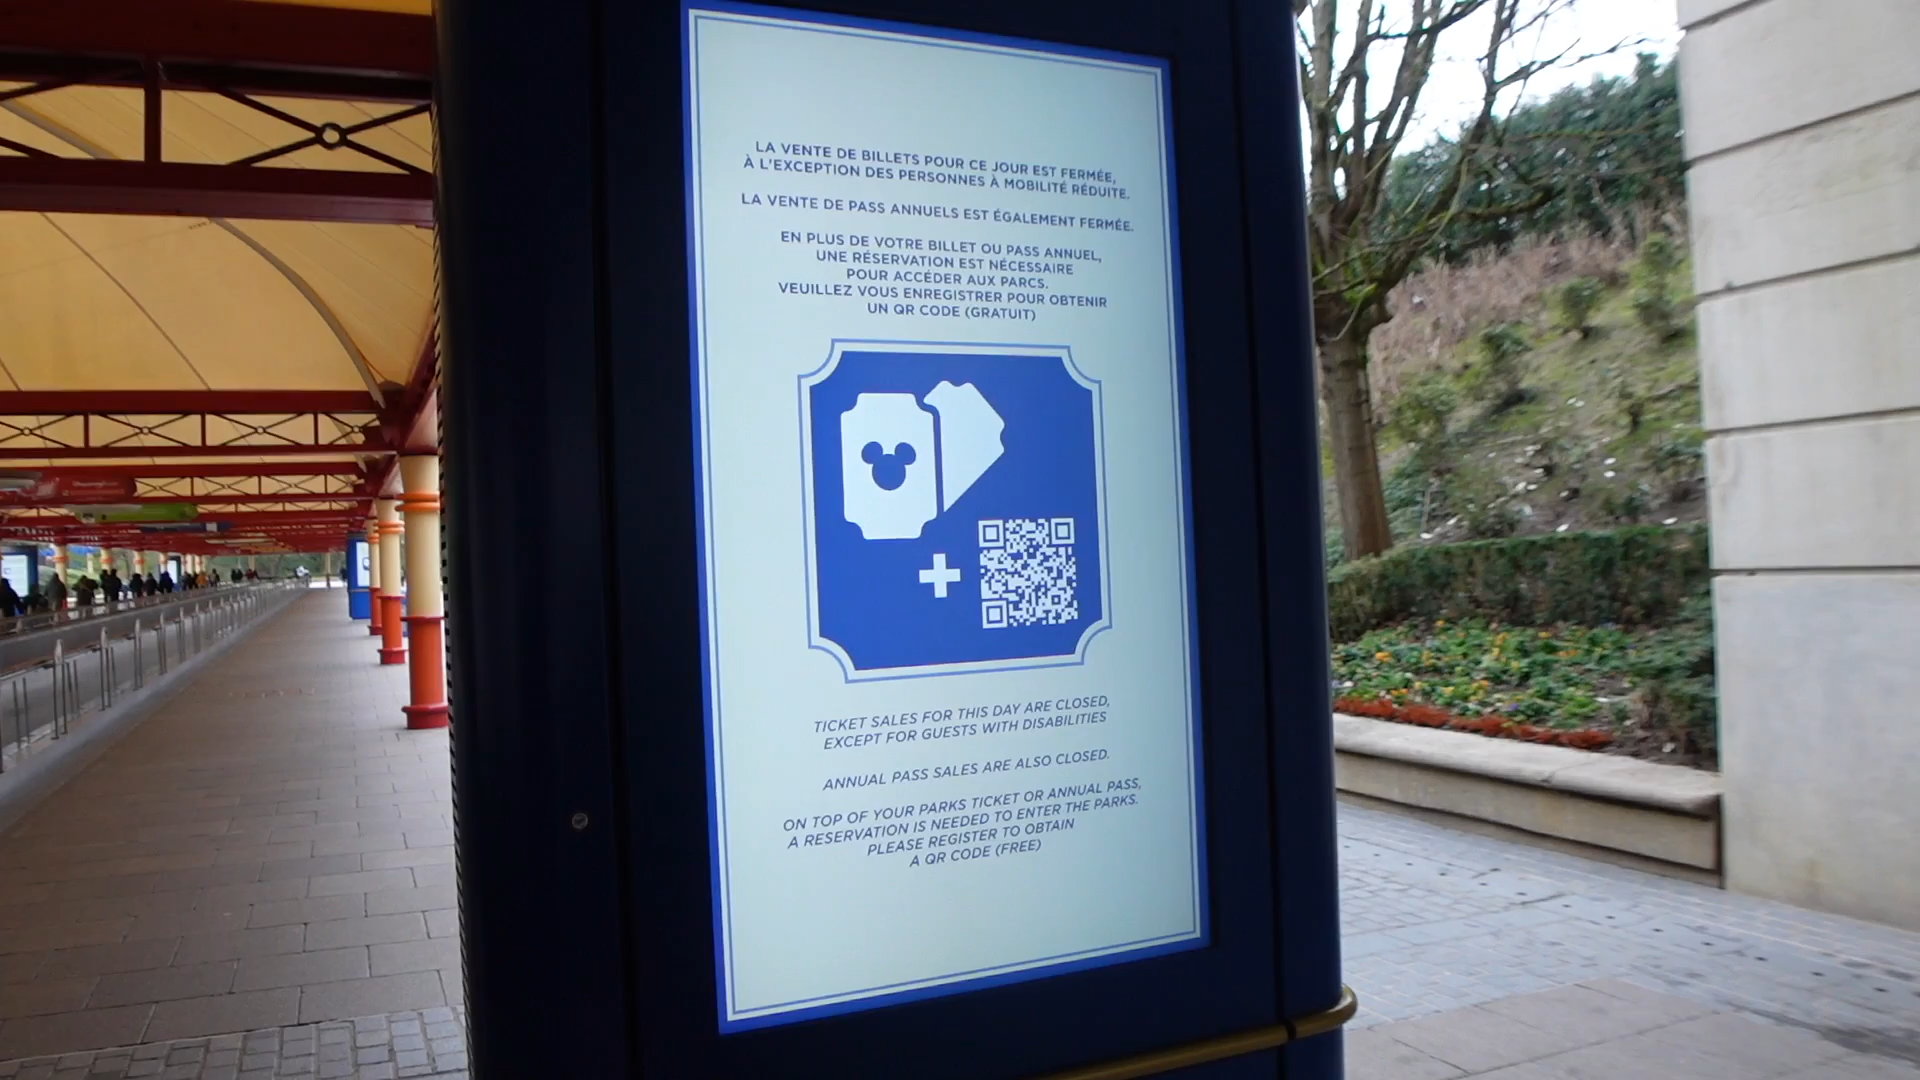 LA VENTE DE BILLETS POUR CE JOUR EST FERMÉE,
À L'EXCEPTION DES PERSONNES À MOBILITÉ RÉDUITE.
LA VENTE DE PASS ANNUELS EST ÉGALEMENT FERMÉE.
EN PLUS DE VOTRE BILLET OU PASS ANNUEL,
UNE RÉSERVATION EST NÉCESSAIRE
POUR ACCÉDER AUX PARCS.
VEUILLEZ VOUS ENREGISTRER POUR OBTENIR
UN QR CODE (GRATUIT)
+
TICKET SALES FOR THIS DAY ARE CLOSED,
EXCEPT FOR GUESTS WITH DISABILITIES
ANNUAL PASS SALES ARE ALSO CLOSED.
ON TOP OF YOUR PARKS TICKET OR ANNUAL PASS,
A RESERVATION IS NEEDED TO ENTER THE PARKS.
PLEASE REGISTER TO OBTAIN
A QR CODE (FREE)